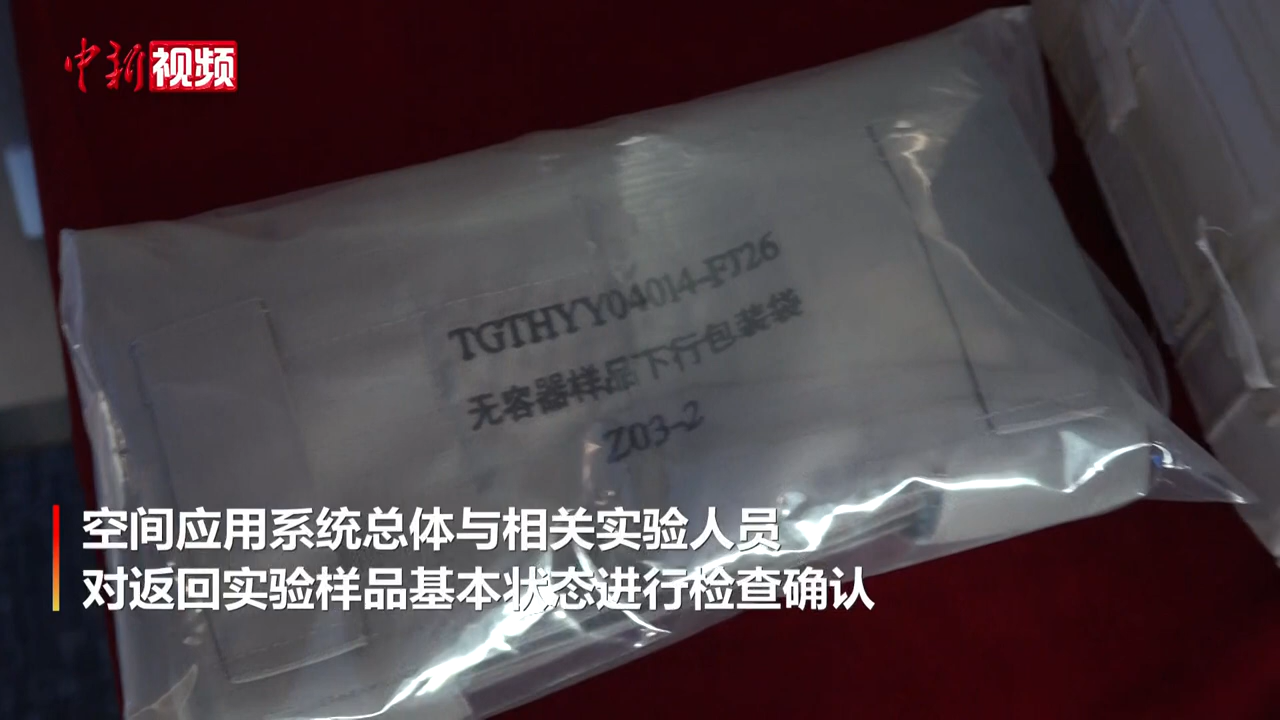 中新视频
TGTHYY04014-FJ26
无容器样品下行包装袋
Z03-2
空间应用系统总体与相关实验人员
对返回实验样品基本状态进行检查确认